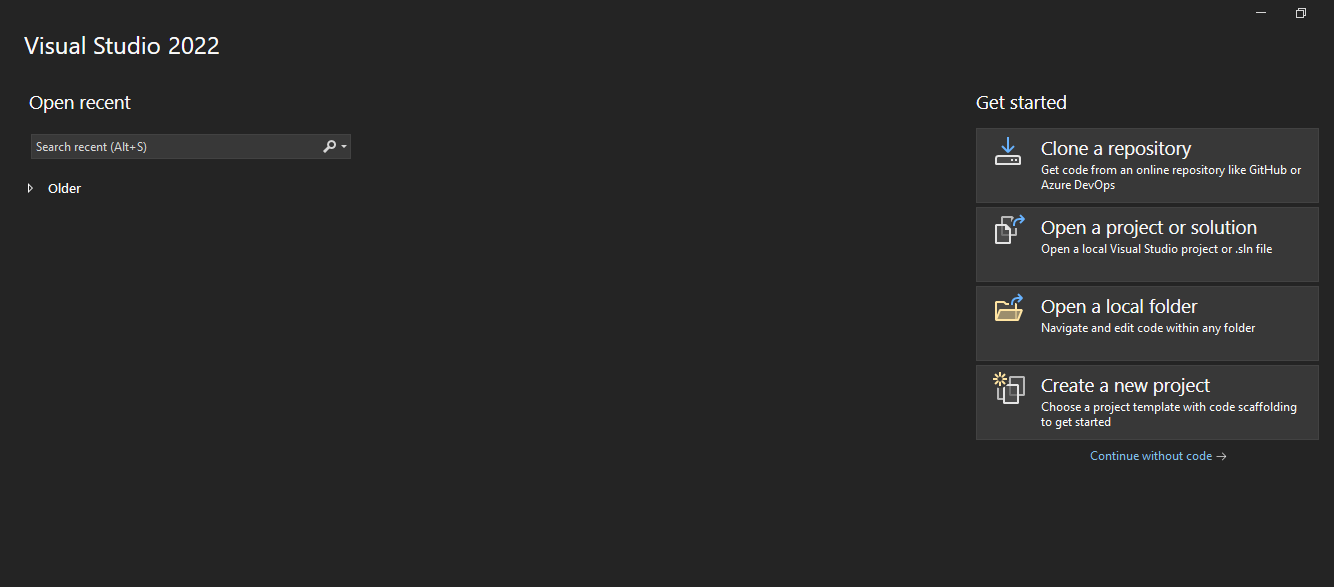 Visual Studio 2022
Open recent
Search recent (Alt+S)
Older
Get started
Clone a repository
Get code from an online repository like GitHub or
Azure DevOps
Open a project or solution
Open a local Visual Studio project or .sln file
Open a local folder
Navigate and edit code within any folder
Create a new project
Choose a project template with code scaffolding
to get started
Continue without code →